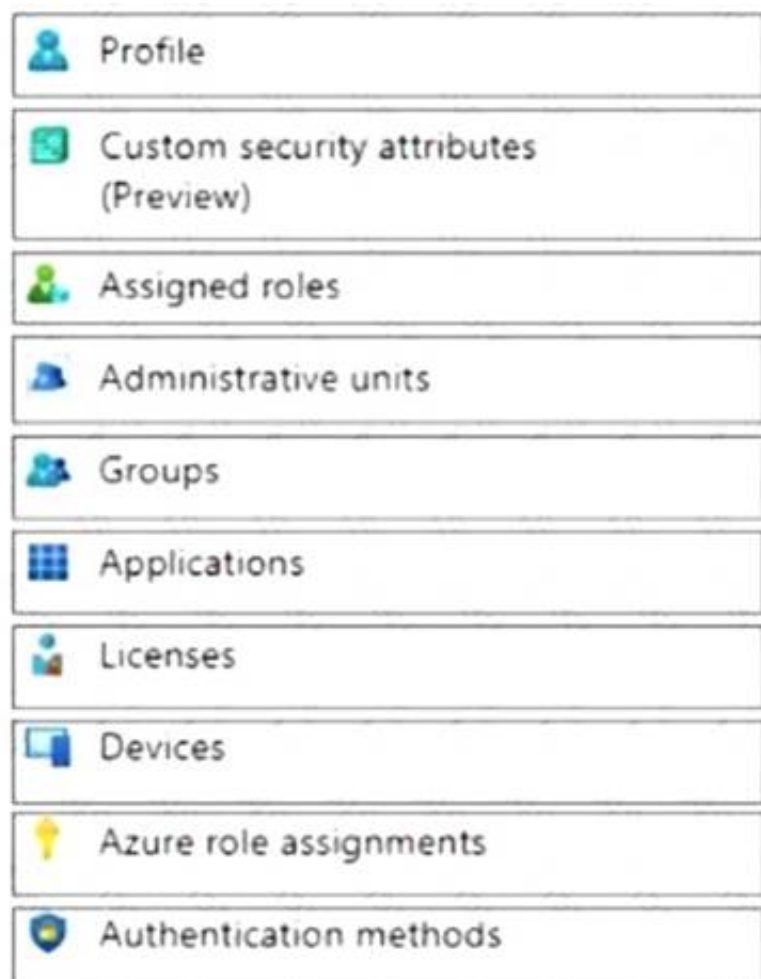 Profile
Custom security attributes
(Preview)
Assigned roles
Administrative units
Groups
Applications
Licenses
Devices
Azure role assignments
Authentication methods